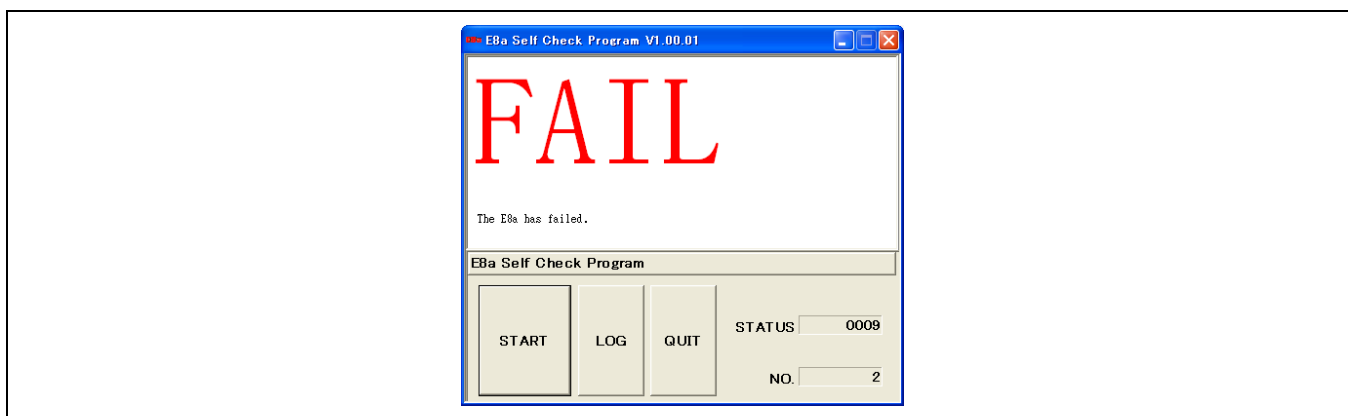 E8a Self Check Program V1.00.01
FAIL
The E8a has failed.
E8a Self Check Program
START
LOG
QUIT
STATUS 0009
NO. 2